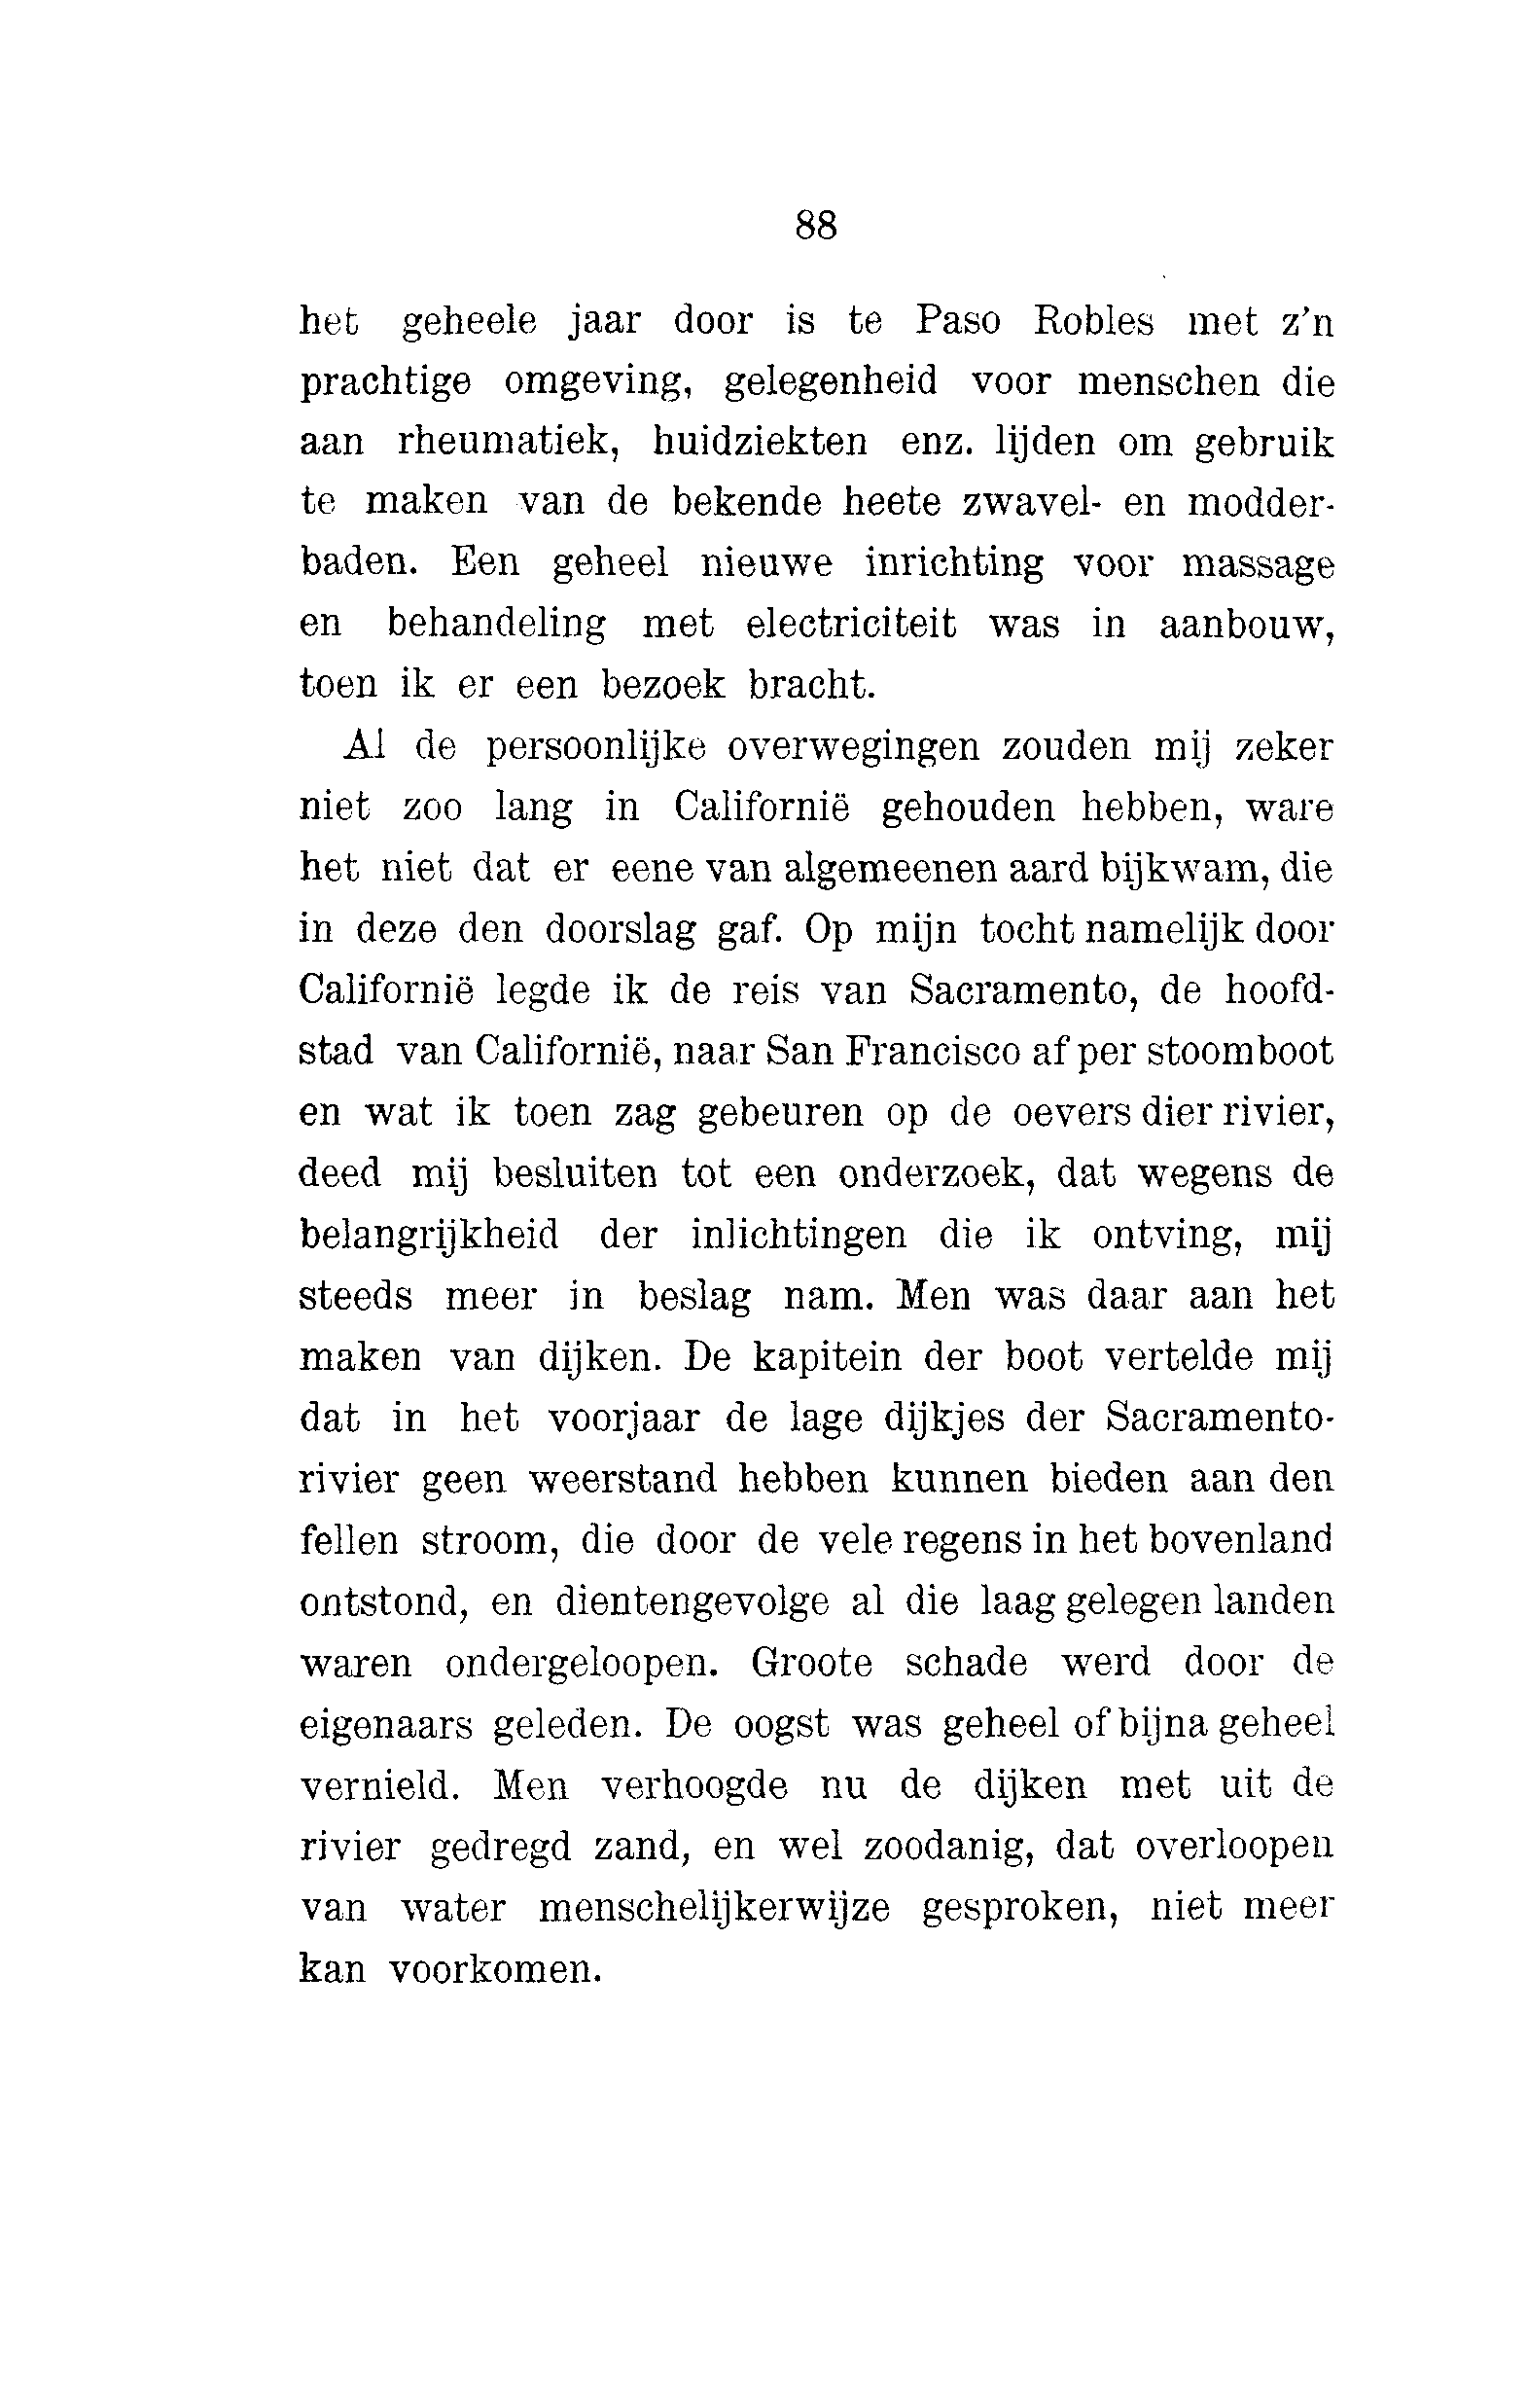 88
het geheele jaar door is te Paso Robles met z'n
prachtige omgeving, gelegenheid voor menschen die
aan rheumatiek, huidziekten enz. lijden om gebruik
te maken van de bekende heete zwavel- en modder-
baden. Een geheel nieuwe inrichting voor massage
en behandeling met electriciteit was in aanbouw,
toen ik er een bezoek bracht.
Al de persoonlijke overwegingen zouden mij zeker
niet zoo lang in Californië gehouden hebben, ware
het niet dat er eene van algemeenen aard bijkwam, die
in deze den doorslag gaf. Op mijn tocht namelijk door
Californië legde ik de reis van Sacramento, de hoofd-
stad van Californië, naar San Francisco af per stoomboot
en wat ik toen zag gebeuren op de oevers dier rivier,
deed mij besluiten tot een onderzoek, dat wegens de
belangrijkheid der inlichtingen die ik ontving, mij
steeds meer in beslag nam. Men was daar aan het
maken van dijken. De kapitein der boot vertelde mij
dat in het voorjaar de lage dijkjes der Sacramento-
rivier geen weerstand hebben kunnen bieden aan den
fellen stroom, die door de vele regens in het bovenland
ontstond, en dientengevolge al die laag gelegen landen
waren ondergeloopen. Groote schade werd door de
eigenaars geleden. De oogst was geheel of bijna geheel
vernield. Men verhoogde nu de dijken met uit de
rivier gedregd zand, en wel zoodanig, dat overloopen
van water menschelijkerwijze gesproken, niet meer
kan voorkomen.